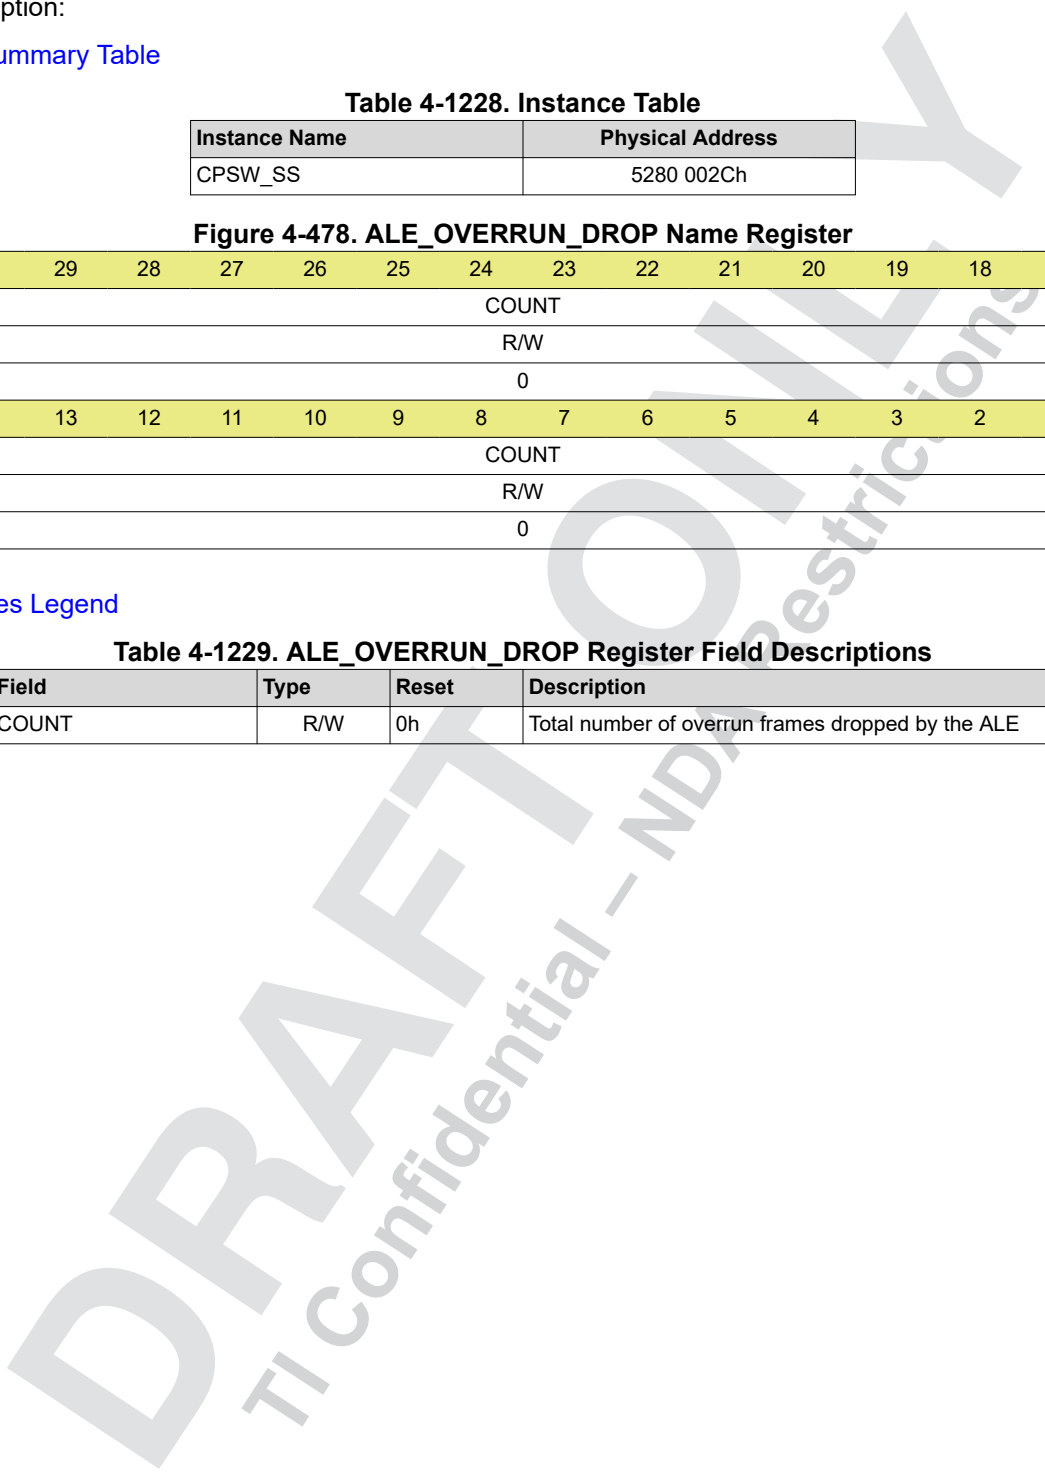 ption:
ummary Table
Table 4-1228. Instance Table
Instance Name Physical Address
CPSW_SS 5280 002Ch
Figure 4-478. ALE_OVERRUN_DROP Name Register
29 28 27 26 25 24 23 22 21 20 19 18
COUNT
R/W
0
13 12 11 10 9 8 7 6 5 4 3 2
COUNT
R/W
0
es Legend
Table 4-1229. ALE_OVERRUN_DROP Register Field Descriptions
Field Type Reset Description
COUNT R/W 0h Total number of overrun frames dropped by the ALE
DRAFT ONLY
TI Confidential – NDA Restrictions